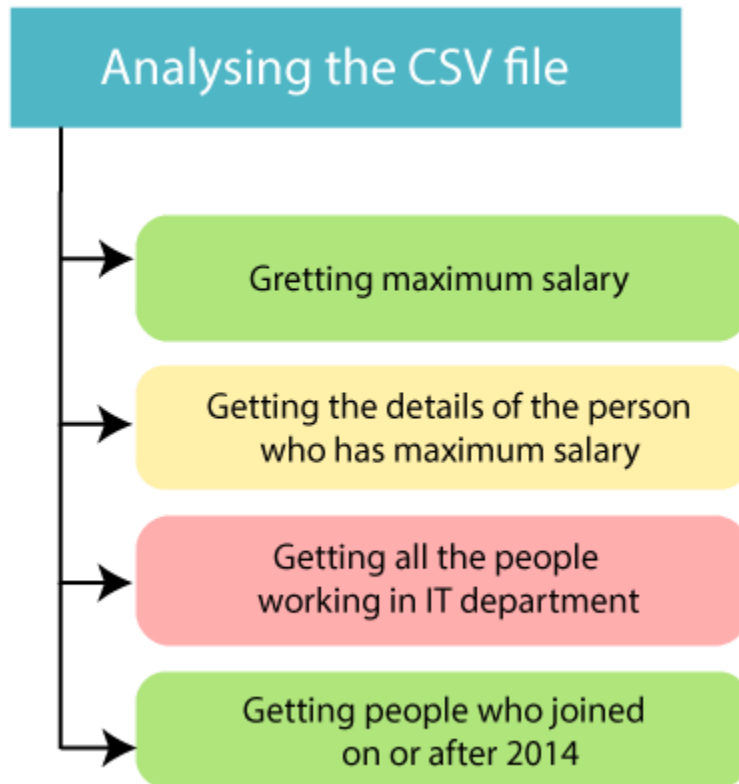 Analysing the CSV file
Gretting maximum salary
Getting the details of the person
who has maximum salary
Getting all the people
working in IT department
Getting people who joined
on or after 2014